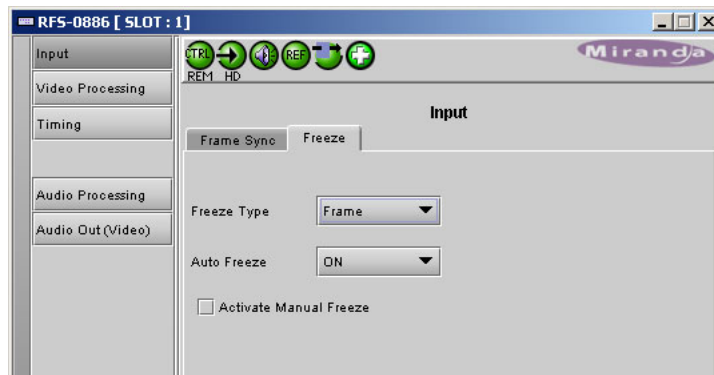 RFS-0886 [ SLOT : 1]
Input
Video Processing
Timing
Audio Processing
Audio Out (Video)
CTRL
REF
REM HD
Miranda
Input
Frame Sync Freeze
Freeze Type Frame
Auto Freeze ON
Activate Manual Freeze